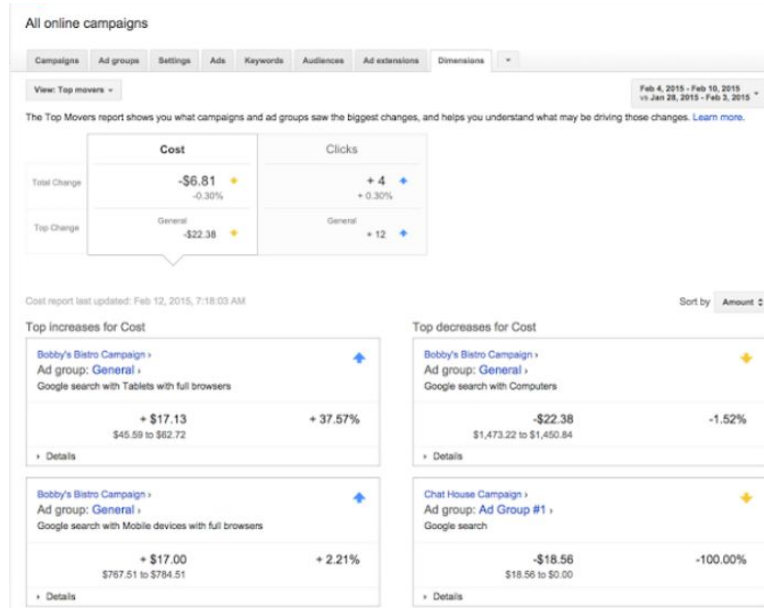 All online campaigns
Campaigns Ad groups Settings Ads Keywords Audiences Ad extensions Dimensions
View: Top movers
Feb 4, 2015 - Feb 10, 2015
vs Jan 28, 2015 - Feb 3, 2015
The Top Movers report shows you what campaigns and ad groups saw the biggest changes, and helps you understand what may be driving those changes. Learn more.
Cost Clicks
Total Change -$6.81 + 4
-0.30% + 0.30%
Top Change General General
-$22.38 + 12
Cost report last updated: Feb 12, 2015, 7:18:03 AM
Sort by Amount
Top increases for Cost
Bobby's Bistro Campaign ›
Ad group: General ›
Google search with Tablets with full browsers
+ $17.13 + 37.57%
$45.59 to $62.72
Details
Bobby's Bistro Campaign ›
Ad group: General ›
Google search with Mobile devices with full browsers
+ $17.00 + 2.21%
$767.51 to $784.51
Details
Top decreases for Cost
Bobby's Bistro Campaign ›
Ad group: General ›
Google search with Computers
-$22.38 -1.52%
$1,473.22 to $1,450.84
Details
Chat House Campaign ›
Ad group: Ad Group #1 ›
Google search
-$18.56 -100.00%
$18.56 to $0.00
Details